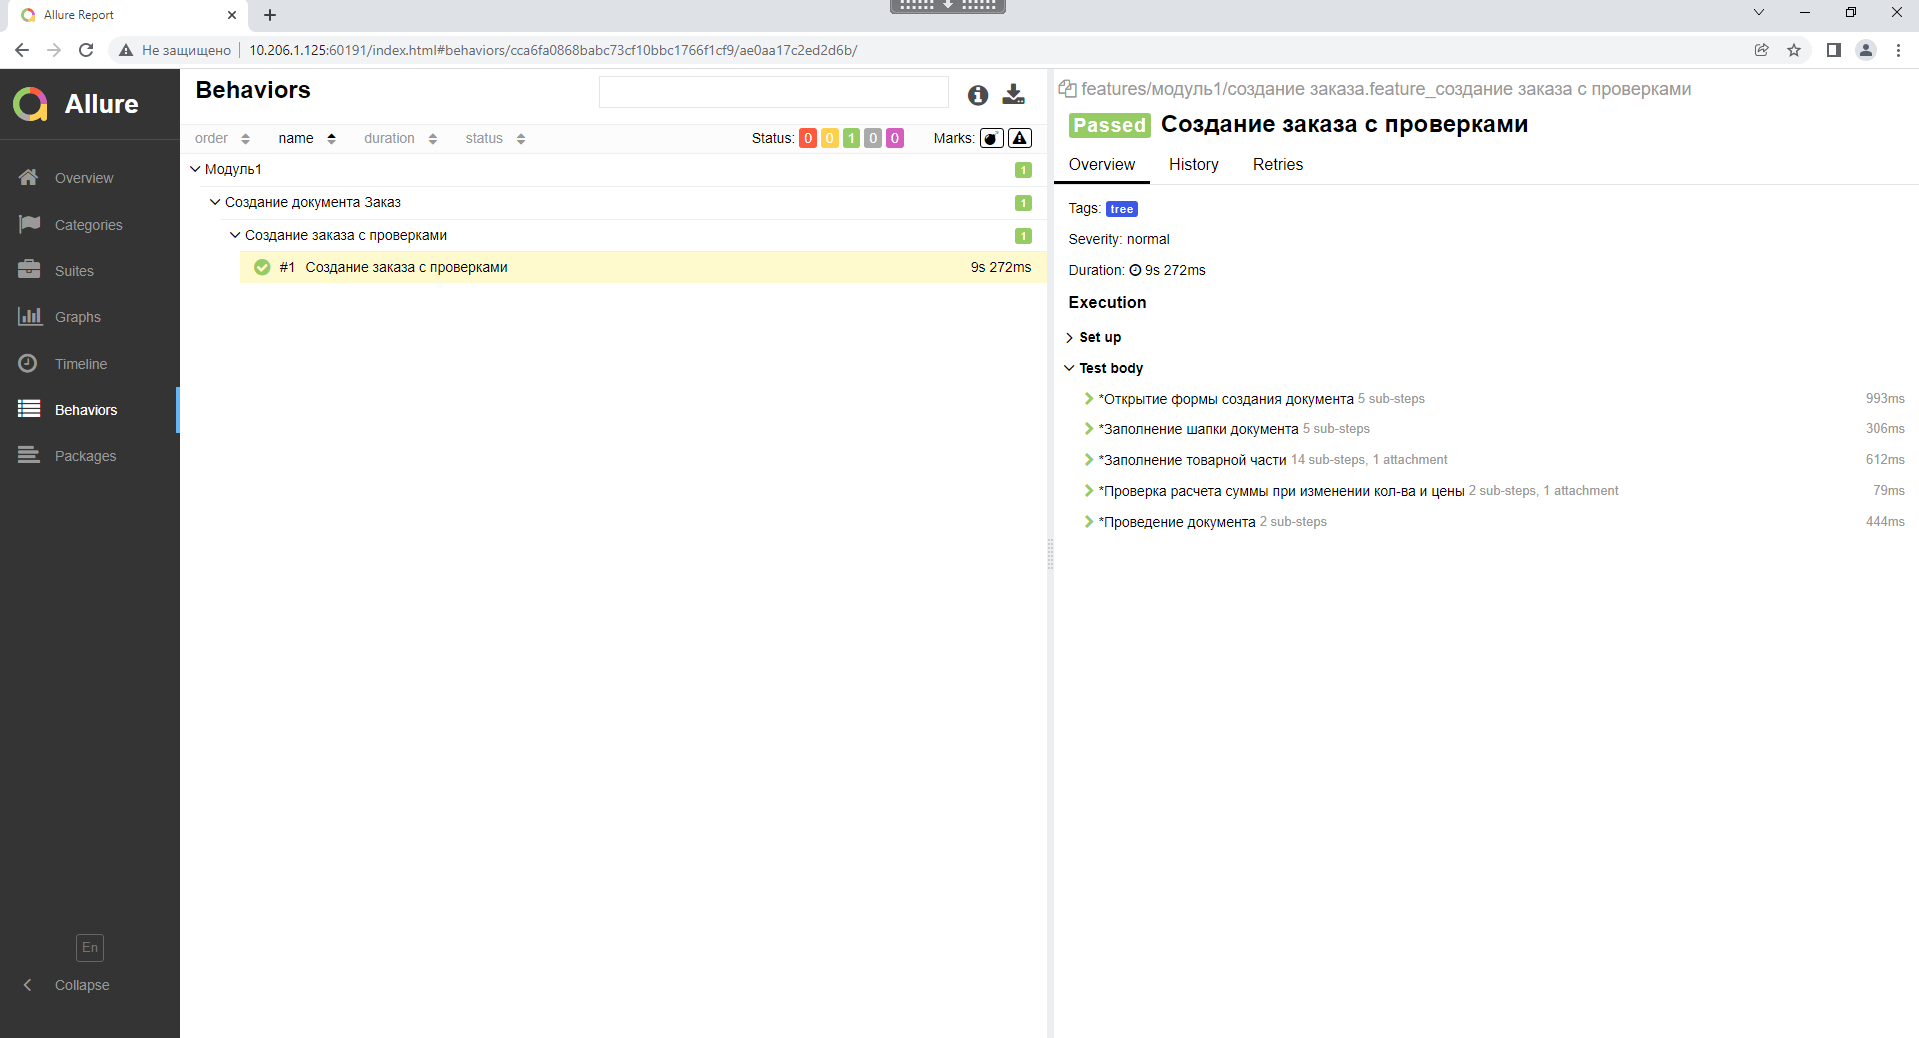 Allure Report
Не защищено
10.206.1.125:60191/index.html#behaviors/cca6fa0868babc73cf10bbc1766f1cf9/ae0aa17c2ed2d6b/
Allure
Overview
Categories
Suites
Graphs
Timeline
Behaviors
Packages
En
Collapse
Behaviors
order name duration status Status: 0 0 1 0 0 Marks:
Модуль1 1
Создание документа Заказ 1
Создание заказа с проверками 1
#1 Создание заказа с проверками 9s 272ms
features/модуль1/создание заказа.feature_создание заказа с проверками
Passed Создание заказа с проверками
Overview History Retries
Tags: tree
Severity: normal
Duration: 9s 272ms
Execution
Set up
Test body
*Открытие формы создания документа 5 sub-steps 993ms
*Заполнение шапки документа 5 sub-steps 306ms
*Заполнение товарной части 14 sub-steps, 1 attachment 612ms
*Проверка расчета суммы при изменении кол-ва и цены 2 sub-steps, 1 attachment 79ms
*Проведение документа 2 sub-steps 444ms